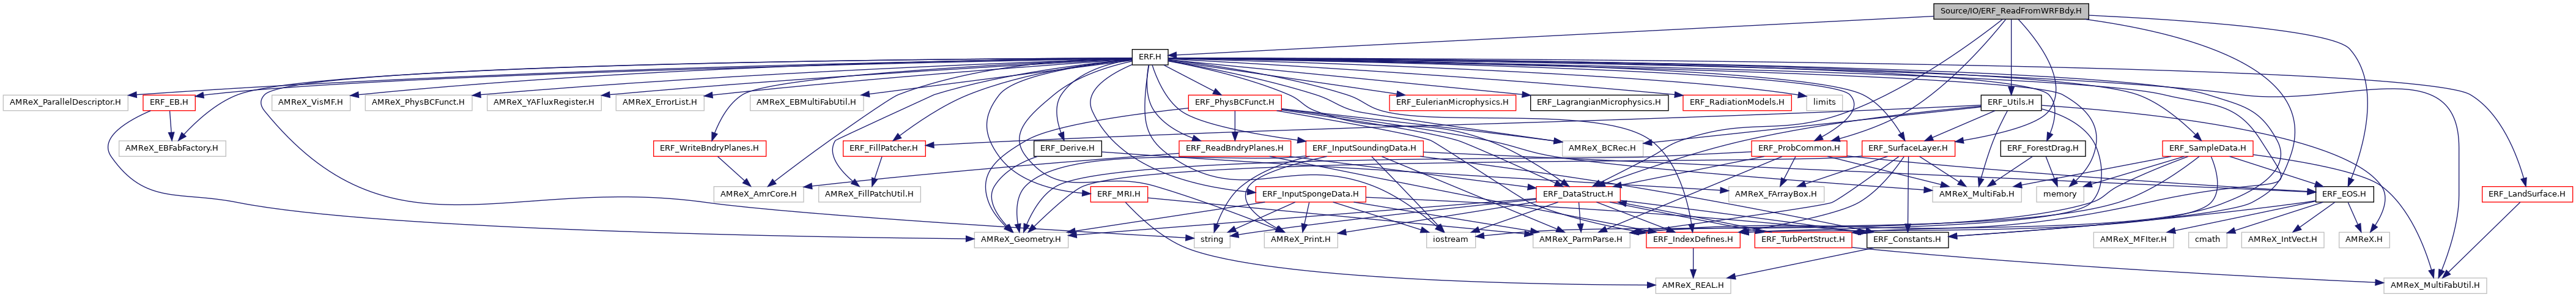 Source/IO/ERF_ReadFromWRFBdy.H
ERF.H
AMReX_ParallelDescriptor.H
ERF_EB.H
AMReX_VisMF.H
AMReX_PhysBCFunct.H
AMReX_YAFluxRegister.H
AMReX_ErrorList.H
AMReX_EBMultiFabUtil.H
ERF_PhysBCFunct.H
ERF_EulerianMicrophysics.H
ERF_LagrangianMicrophysics.H
ERF_RadiationModels.H
limits
ERF_Utils.H
AMReX_EBFabFactory.H
ERF_WriteBndryPlanes.H
ERF_FillPatcher.H
ERF_Derive.H
ERF_ReadBndryPlanes.H
ERF_InputSoundingData.H
AMReX_BCRec.H
ERF_ProbCommon.H
ERF_SurfaceLayer.H
ERF_ForestDrag.H
ERF_SampleData.H
AMReX_AmrCore.H
AMReX_FillPatchUtil.H
ERF_MRI.H
ERF_InputSpongeData.H
ERF_DataStruct.H
AMReX_FArrayBox.H
AMReX_MultiFab.H
memory
ERF_EOS.H
ERF_LandSurface.H
AMReX_Geometry.H
string
AMReX_Print.H
iostream
AMReX_ParmParse.H
ERF_IndexDefines.H
ERF_TurbPertStruct.H
ERF_Constants.H
AMReX_MFIter.H
cmath
AMReX_IntVect.H
AMReX.H
AMReX_REAL.H
AMReX_MultiFabUtil.H